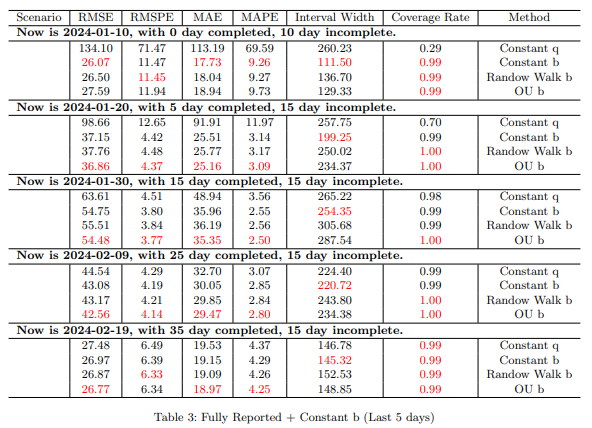 Scenario RMSE RMSPE MAE MAPE Interval Width Coverage Rate Method
Now is 2024-01-10, with 0 day completed, 10 day incomplete.
134.10 71.47 113.19 69.59 260.23 0.29 Constant q
26.07 11.47 17.73 9.26 111.50 0.99 Constant b
26.50 11.45 18.04 9.27 136.70 0.99 Randow Walk b
27.59 11.94 18.94 9.73 129.33 0.99 OU b
Now is 2024-01-20, with 5 day completed, 15 day incomplete.
98.66 12.65 91.91 11.97 257.75 0.70 Constant q
37.15 4.42 25.51 3.14 199.25 0.99 Constant b
37.76 4.48 25.77 3.17 250.02 1.00 Randow Walk b
36.86 4.37 25.16 3.09 234.37 1.00 OU b
Now is 2024-01-30, with 15 day completed, 15 day incomplete.
63.61 4.51 48.94 3.56 265.22 0.98 Constant q
54.75 3.80 35.96 2.55 254.35 0.99 Constant b
55.51 3.84 36.19 2.56 305.68 0.99 Randow Walk b
54.48 3.77 35.35 2.50 287.54 1.00 OU b
Now is 2024-02-09, with 25 day completed, 15 day incomplete.
44.54 4.29 32.70 3.07 224.40 0.99 Constant q
43.08 4.19 30.05 2.85 220.72 0.99 Constant b
43.17 4.21 29.85 2.84 243.80 1.00 Randow Walk b
42.56 4.14 29.47 2.80 234.38 1.00 OU b
Now is 2024-02-19, with 35 day completed, 15 day incomplete.
27.48 6.49 19.53 4.37 146.78 0.99 Constant q
26.97 6.39 19.15 4.29 145.32 0.99 Constant b
26.87 6.33 19.09 4.26 152.53 0.99 Randow Walk b
26.77 6.34 18.97 4.25 148.85 0.99 OU b
Table 3: Fully Reported + Constant b (Last 5 days)